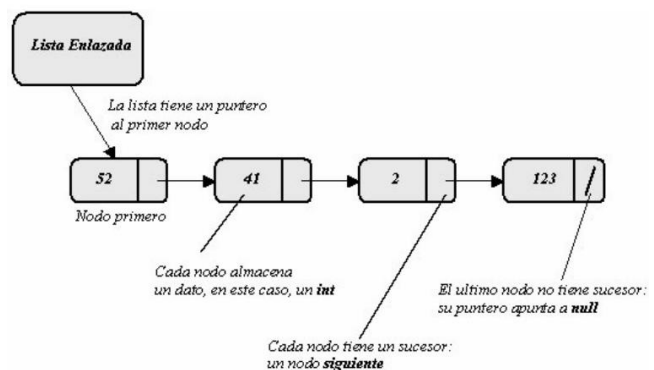 Lista Enlazada
La lista tiene un puntero
al primer nodo
52
41
2
123
Nodo primero
Cada nodo almacena
un dato, en este caso, un int
El ultimo nodo no tiene sucesor:
su puntero apunta a null
Cada nodo tiene un sucesor:
un nodo siguiente